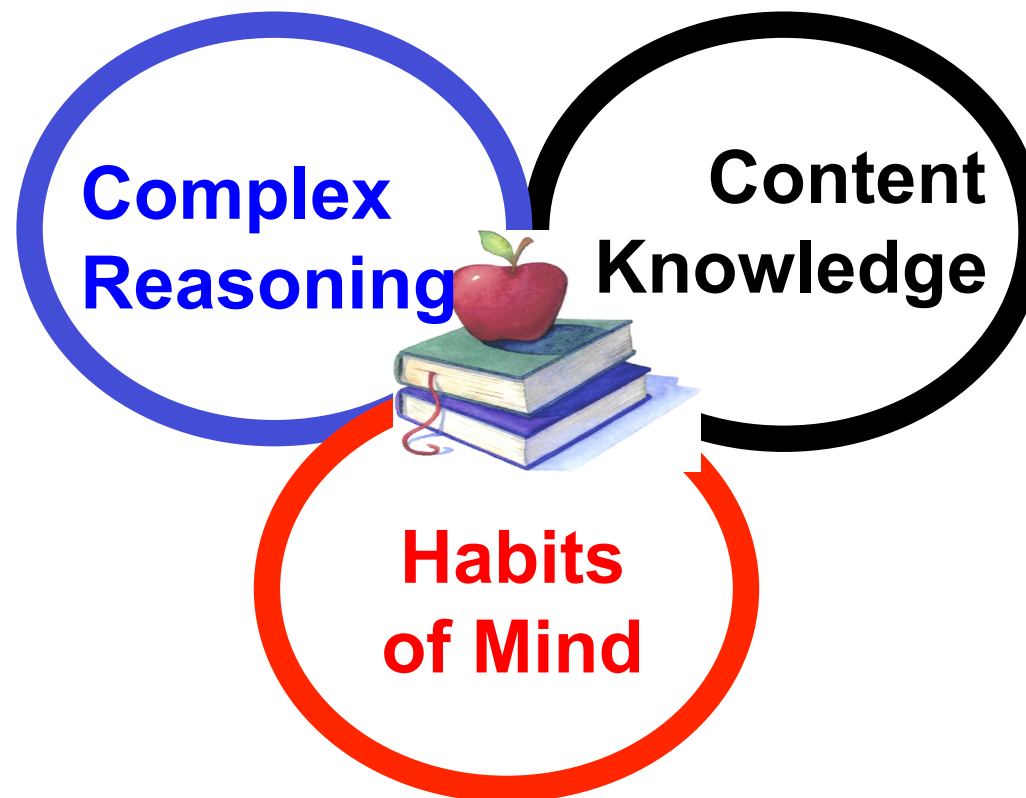 Complex
Reasoning
Content
Knowledge
Habits
of Mind